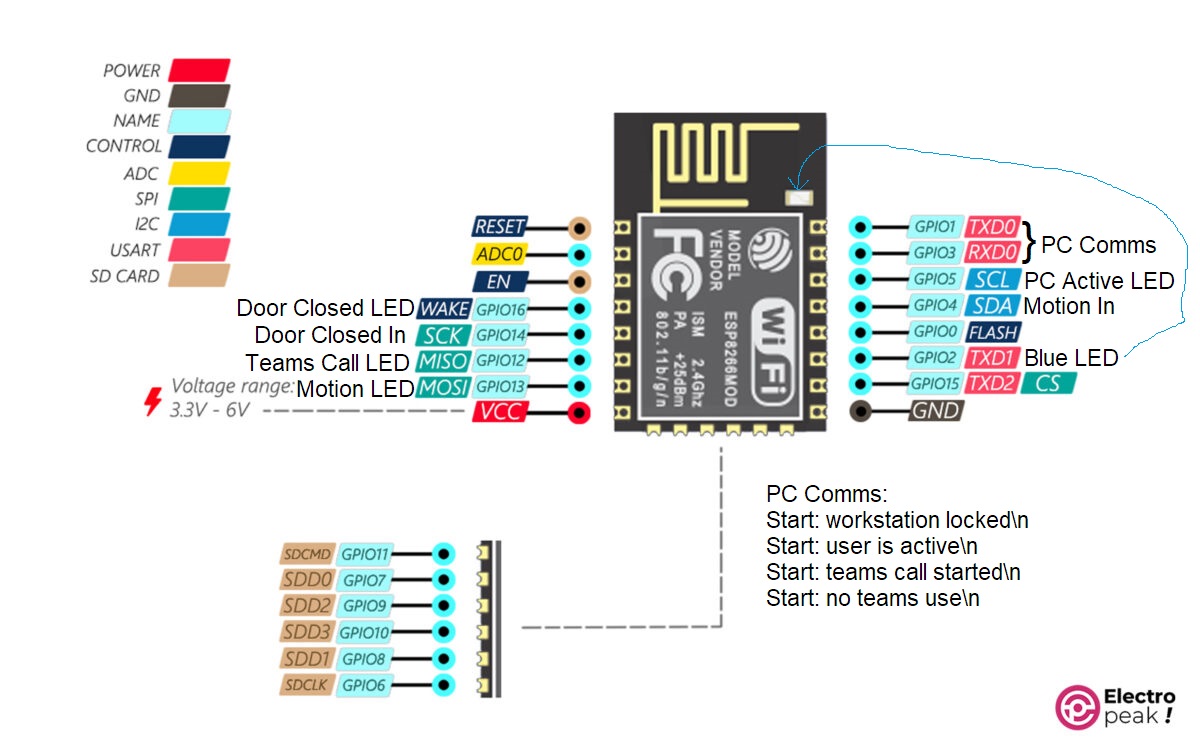 POWER
GND
NAME
CONTROL
ADC
SPI
I2C
USART
SD CARD
RESET
ADC0
EN
Door Closed LED WAKE GPIO16
Door Closed In SCK GPIO14
Teams Call LED MISO GPIO12
Voltage range: Motion LED MOSI GPIO13
3.3V - 6V VCC
MODEL
VENDOR
ISM 2.4Ghz
PA +25dBm
802.11b/g/n
ESP8266MOD
FCC
WiFi
GPIO1 TXD0
GPIO3 RXD0
PC Comms
GPIO5 SCL PC Active LED
GPIO4 SDA Motion In
GPIO0 FLASH
GPIO2 TXD1 Blue LED
GPIO15 TXD2 CS
GND
PC Comms:
Start: workstation locked\n
Start: user is active\n
Start: teams call started\n
Start: no teams use\n
SDCMD GPIO11
SDD0 GPIO7
SDD2 GPIO9
SDD3 GPIO10
SDD1 GPIO8
SDCLK GPIO6
Electro
peak !